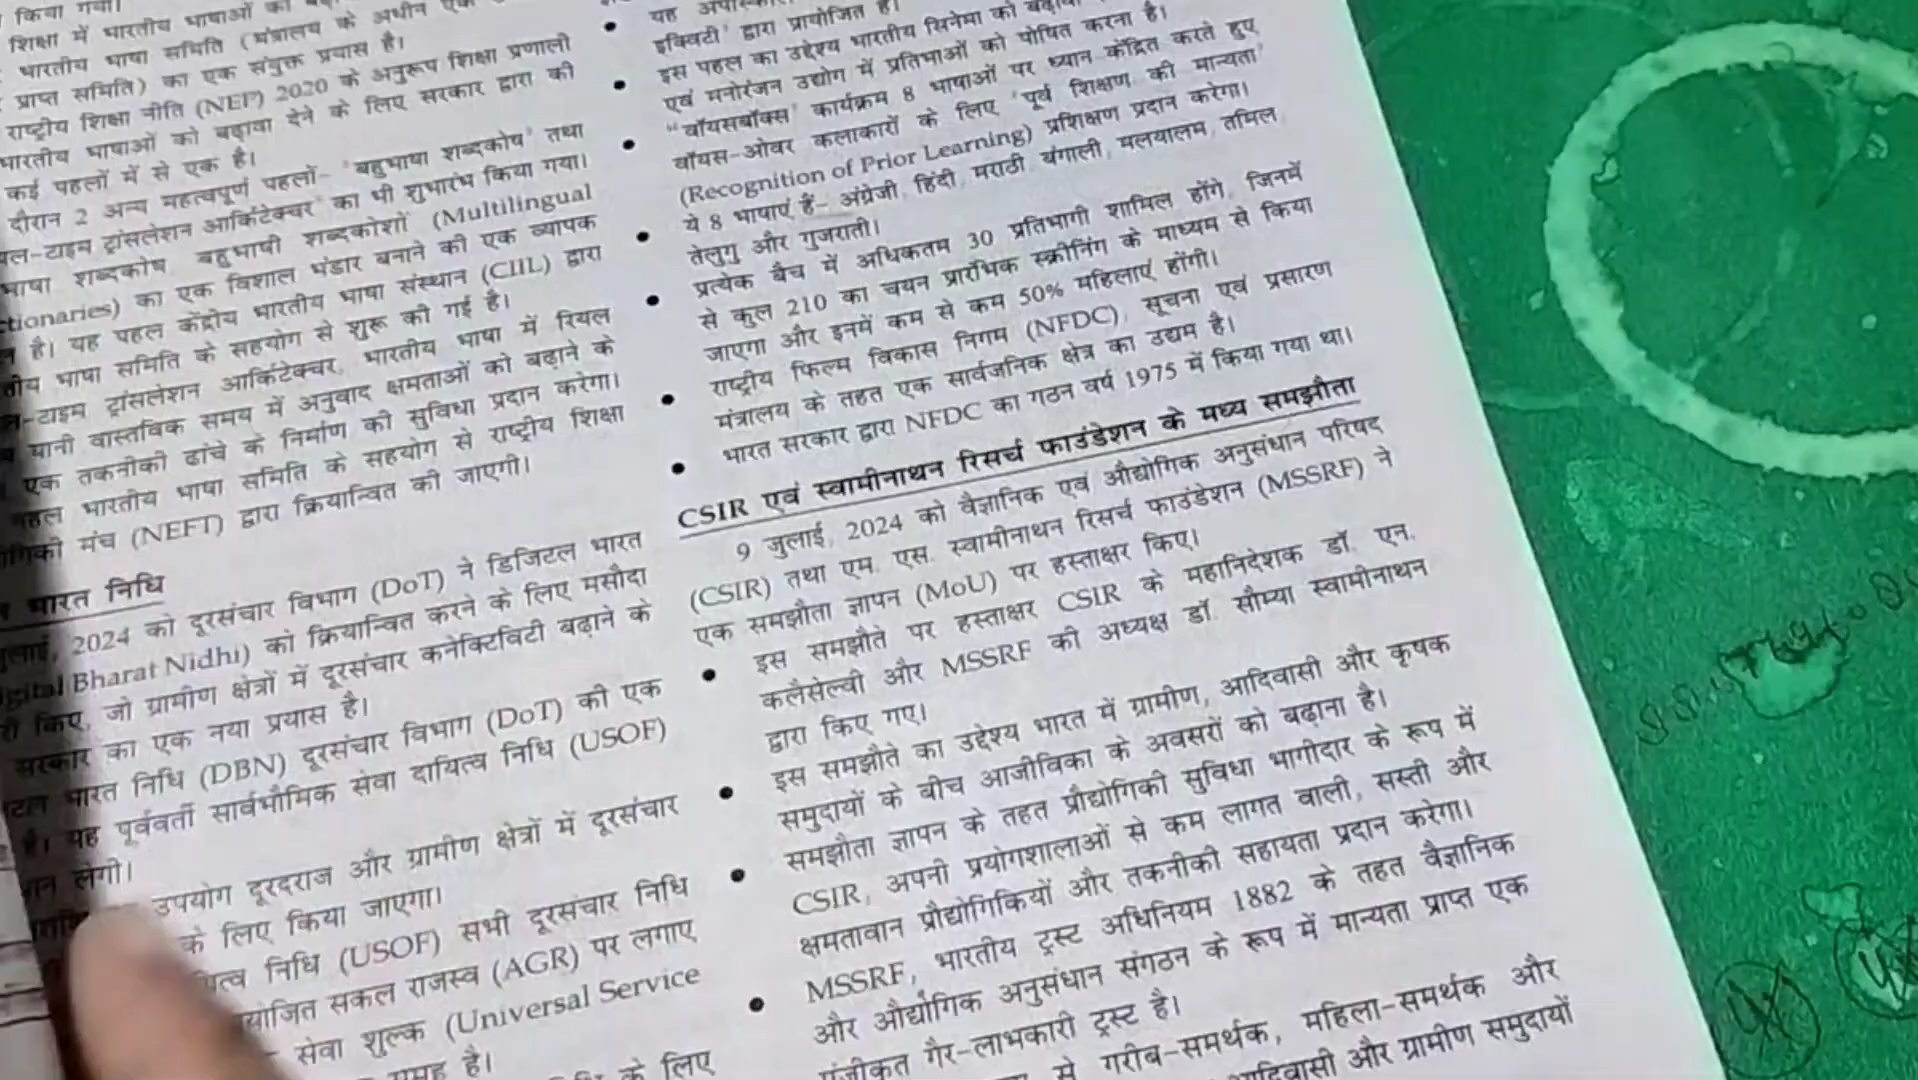 किया गया।
शिक्षा में भारतीय भाषाओं को
भारतीय भाषा समिति (मंत्रालय के अधीन एक
प्राप्त समिति) का एक संयुक्त प्रयास है।
राष्ट्रीय शिक्षा नीति (NEP) 2020 के अनुरूप शिक्षा प्रणाली
भारतीय भाषाओं को बढ़ावा देने के लिए सरकार द्वारा की
कई पहलों में से एक है।
दौरान 2 अन्य महत्वपूर्ण पहलों- 'बहुभाषा शब्दकोष' तथा
ट्रांसलेशन आर्किटेक्चर' का भी शुभारंभ किया गया।
शब्दकोष बहुभाषी शब्दकोशों (Multilingual
का एक विशाल भंडार बनाने की एक व्यापक
है। यह पहल केंद्रीय भारतीय भाषा संस्थान (CIIL) द्वारा
भाषा समिति के सहयोग से शुरू की गई है।
ट्रांसलेशन आर्किटेक्चर, भारतीय भाषा में रियल
यानी वास्तविक समय में अनुवाद क्षमताओं को बढ़ाने के
एक तकनीकी ढांचे के निर्माण की सुविधा प्रदान करेगा।
भारतीय भाषा समिति के सहयोग से राष्ट्रीय शिक्षा
मंच (NEFT) द्वारा क्रियान्वित की जाएगी।
भारत निधि
2024 को दूरसंचार विभाग (DoT) ने डिजिटल भारत
Bharat Nidhi) को क्रियान्वित करने के लिए मसौदा
किए, जो ग्रामीण क्षेत्रों में दूरसंचार कनेक्टिविटी बढ़ाने के
सरकार का एक नया प्रयास है।
भारत निधि (DBN) दूरसंचार विभाग (DoT) की एक
है। यह पूर्ववर्ती सार्वभौमिक सेवा दायित्व निधि (USOF)
लेगी।
उपयोग दूरदराज और ग्रामीण क्षेत्रों में दूरसंचार
के लिए किया जाएगा।
निधि (USOF) सभी दूरसंचार निधि
सकल राजस्व (AGR) पर लगाए
सेवा शुल्क (Universal Service
है।
के लिए
यह
इक्विटी' द्वारा प्रायोजित है।
• इस पहल का उद्देश्य भारतीय सिनेमा को बढ़ावा
एवं मनोरंजन उद्योग में प्रतिभाओं को पोषित करना है।
• "वॉयसबॉक्स' कार्यक्रम 8 भाषाओं पर ध्यान केंद्रित करते हुए
वॉयस-ओवर कलाकारों के लिए 'पूर्व शिक्षण की मान्यता'
(Recognition of Prior Learning) प्रशिक्षण प्रदान करेगा।
• ये 8 भाषाएं हैं- अंग्रेजी, हिंदी, मराठी, बंगाली, मलयालम, तमिल,
तेलुगु और गुजराती।
• प्रत्येक बैच में अधिकतम 30 प्रतिभागी शामिल होंगे, जिनमें
से कुल 210 का चयन प्रारंभिक स्क्रीनिंग के माध्यम से किया
जाएगा और इनमें कम से कम 50% महिलाएं होंगी।
• राष्ट्रीय फिल्म विकास निगम (NFDC), सूचना एवं प्रसारण
मंत्रालय के तहत एक सार्वजनिक क्षेत्र का उद्यम है।
• भारत सरकार द्वारा NFDC का गठन वर्ष 1975 में किया गया था।
CSIR एवं स्वामीनाथन रिसर्च फाउंडेशन के मध्य समझौता
9 जुलाई, 2024 को वैज्ञानिक एवं औद्योगिक अनुसंधान परिषद
(CSIR) तथा एम. एस. स्वामीनाथन रिसर्च फाउंडेशन (MSSRF) ने
एक समझौता ज्ञापन (MoU) पर हस्ताक्षर किए।
• इस समझौते पर हस्ताक्षर CSIR के महानिदेशक डॉ. एन.
कलैसेल्वी और MSSRF की अध्यक्ष डॉ. सौम्या स्वामीनाथन
द्वारा किए गए।
• इस समझौते का उद्देश्य भारत में ग्रामीण, आदिवासी और कृषक
समुदायों के बीच आजीविका के अवसरों को बढ़ाना है।
• समझौता ज्ञापन के तहत प्रौद्योगिकी सुविधा भागीदार के रूप में
CSIR, अपनी प्रयोगशालाओं से कम लागत वाली, सस्ती और
क्षमतावान प्रौद्योगिकियों और तकनीकी सहायता प्रदान करेगा।
• MSSRF, भारतीय ट्रस्ट अधिनियम 1882 के तहत वैज्ञानिक
और औद्योगिक अनुसंधान संगठन के रूप में मान्यता प्राप्त एक
पंजीकृत गैर-लाभकारी ट्रस्ट है।
से गरीब-समर्थक, महिला-समर्थक और
आदिवासी और ग्रामीण समुदायों